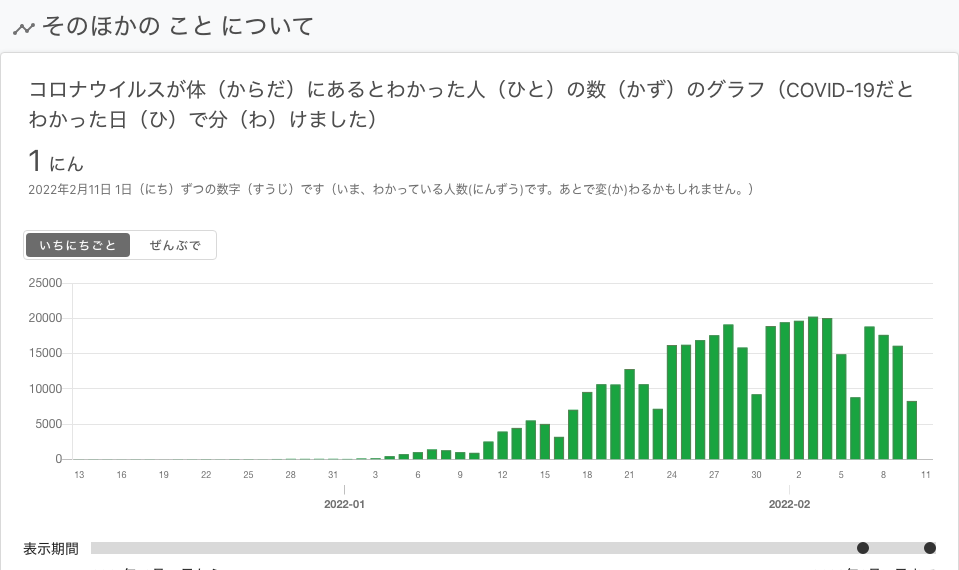 そのほかの こと について
コロナウイルスが体（からだ）にあるとわかった人（ひと）の数（かず）のグラフ（COVID-19だと
わかった日（ひ）で分（わ）けました）
1 にん
2022年2月11日 1日（にち）ずつの数字（すうじ）です（いま、わかっている人数(にんずう)です。あとで変(か)わるかもしれません。）
いちにちごと ぜんぶで
25000
20000
15000
10000
5000
0
13 16 19 22 25 28 31 3 6 9 12 15 18 21 24 27 30 2 5 8 11
2022-01 2022-02
表示期間